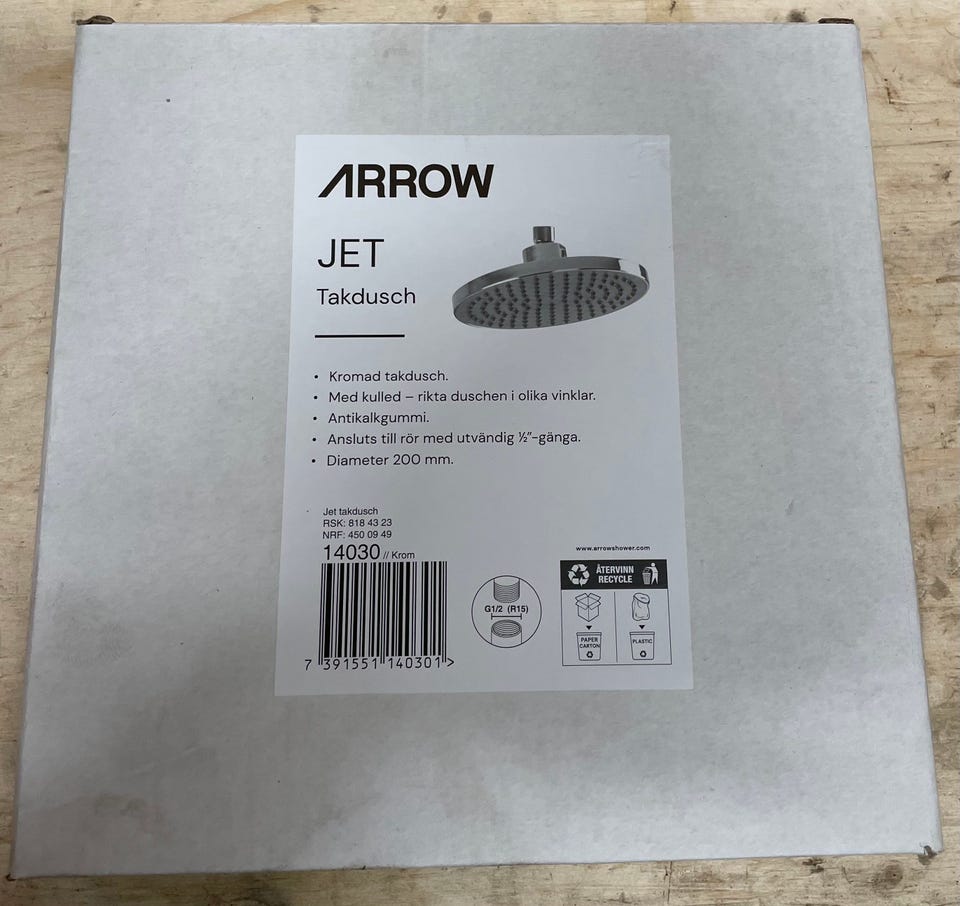 ARROW
JET
Takdusch
• Kromad takdusch.
• Med kulled – rikta duschen i olika vinklar.
• Antikalkgummi.
• Ansluts till rör med utvändig ½”-gänga.
• Diameter 200 mm.
Jet takdusch
RSK: 818 43 23
NRF: 450 09 49
14030 // Krom
7 391551 140301 >
G1/2 (R15)
www.arrowshower.com
ÅTERVINN
RECYCLE
PAPER
CARTON
PLASTIC